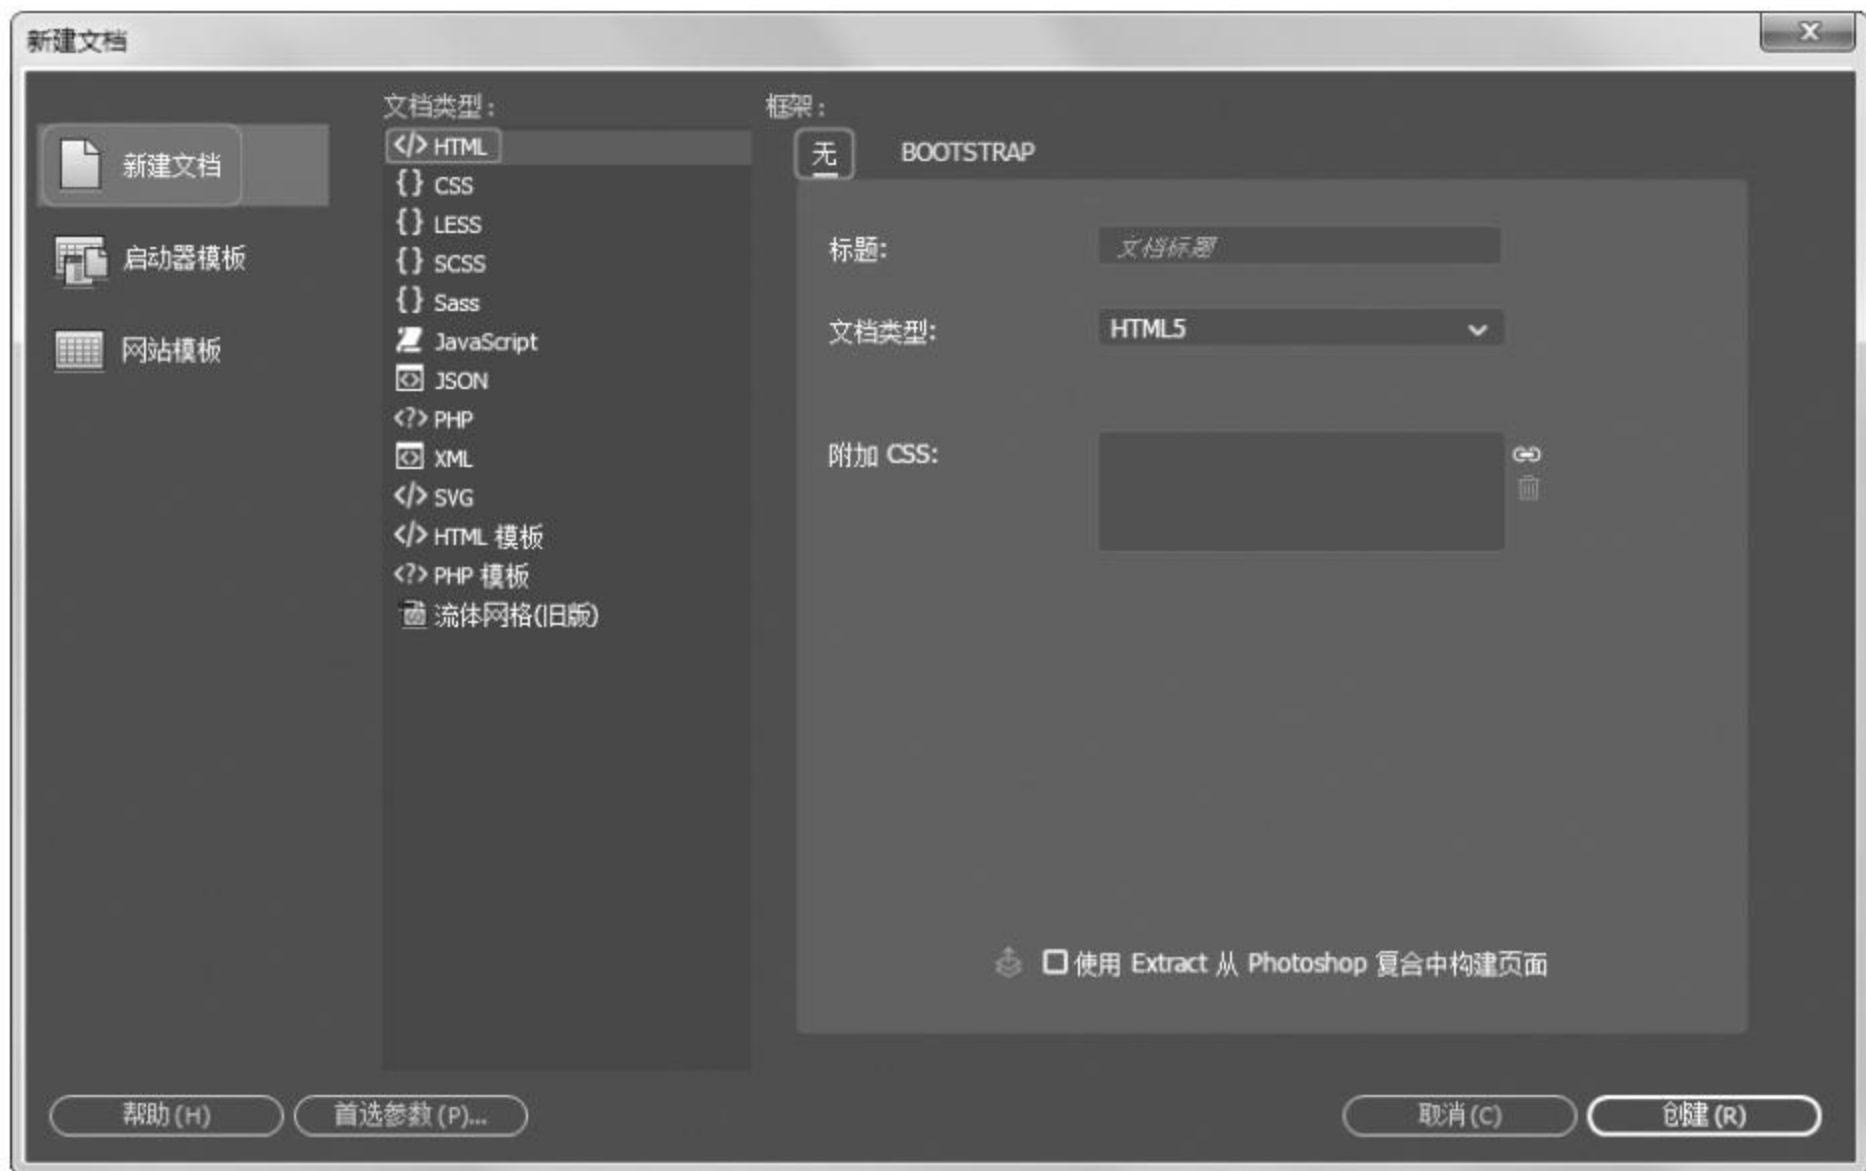 新建文档
新建文档
启动器模板
网站模板
文档类型:
HTML
CSS
LESS
SCSS
Sass
JavaScript
JSON
PHP
XML
SVG
HTML 模板
PHP 模板
流体网格(旧版)
框架:
无 BOOTSTRAP
标题: 文档标题
文档类型: HTML5
附加 CSS:
使用 Extract 从 Photoshop 复合中构建页面
帮助(H) 首选参数(P)... 取消(C) 创建(R)